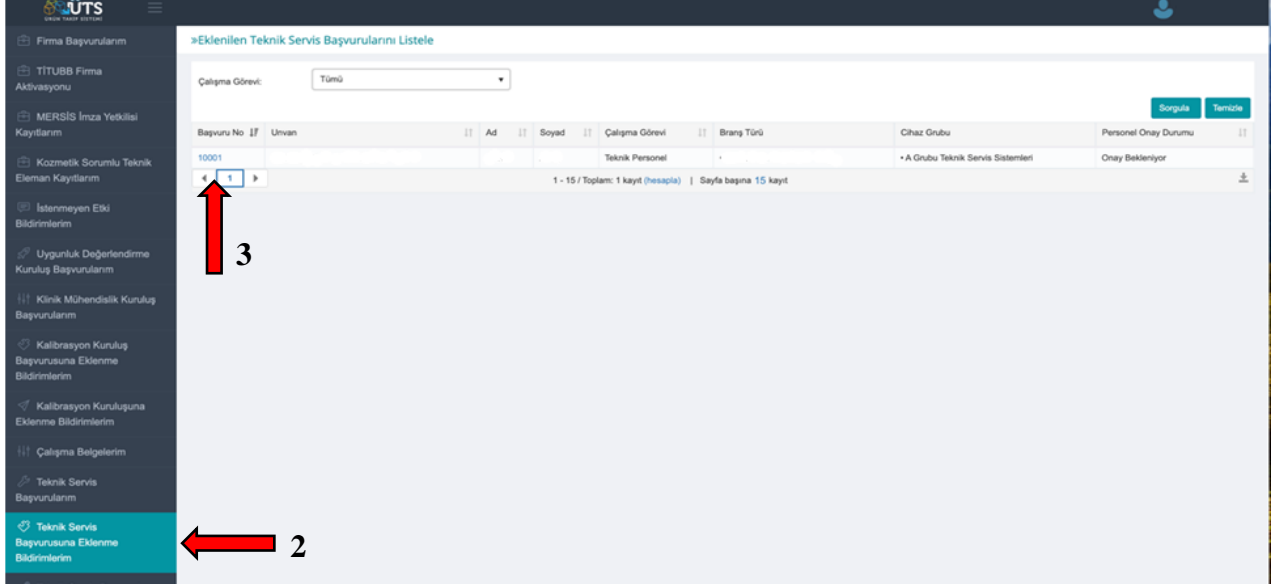 ÜTS
ÜRÜN TAKİP SİSTEMİ
Firma Başvurularım
TİTUBB Firma
Aktivasyonu
MERSİS İmza Yetkilisi
Kayıtlarım
Kozmetik Sorumlu Teknik
Eleman Kayıtlarım
İstenmeyen Etki
Bildirimlerim
Uygunluk Değerlendirme
Kuruluş Başvurularım
Klinik Mühendislik Kuruluş
Başvurularım
Kalibrasyon Kuruluş
Başvurusuna Eklenme
Bildirimlerim
Kalibrasyon Kuruluşuna
Eklenme Bildirimlerim
Çalışma Belgelerim
Teknik Servis
Başvurularım
Teknik Servis
Başvurusuna Eklenme
Bildirimlerim
»Eklenilen Teknik Servis Başvurularını Listele
Çalışma Görevi: Tümü
Sorgula Temizle
Başvuru No Unvan Ad Soyad Çalışma Görevi Branş Türü Cihaz Grubu Personel Onay Durumu
10001 Teknik Personel • • A Grubu Teknik Servis Sistemleri Onay Bekleniyor
1 1 - 15 / Toplam: 1 kayıt (hesapla) | Sayfa başına 15 kayıt
3
2